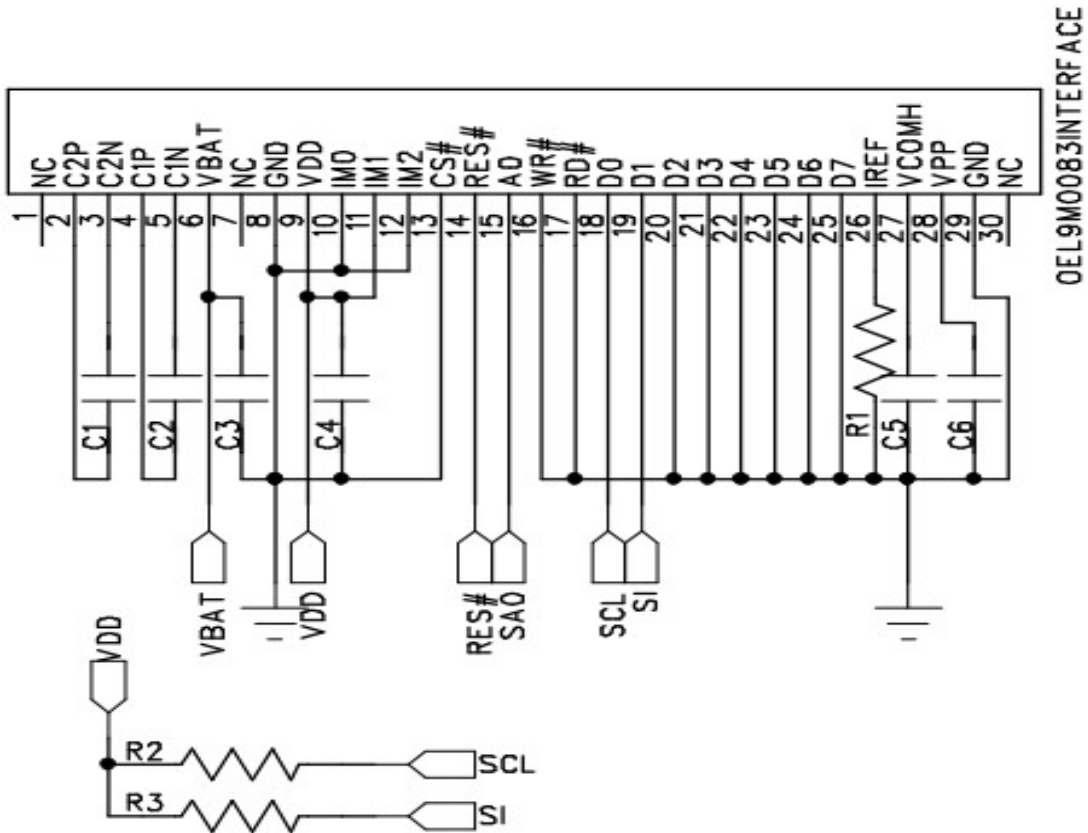 OEL9M0083INTERFACE
NC
C2P
C2N
C1P
C1N
VBAT
NC
GND
VDD
IM0
IM1
IM2
CS#
RES#
A0
WR#
RD#
D0
D1
D2
D3
D4
D5
D6
D7
IREF
VCOMH
VPP
GND
NC
1
2
3
4
5
6
7
8
9
10
11
12
13
14
15
16
17
18
19
20
21
22
23
24
25
26
27
28
29
30
C1
C2
C3
C4
R1
C5
C6
VBAT
VDD
RES#
SA0
SCL
SI
VDD
R2
SCL
R3
SI